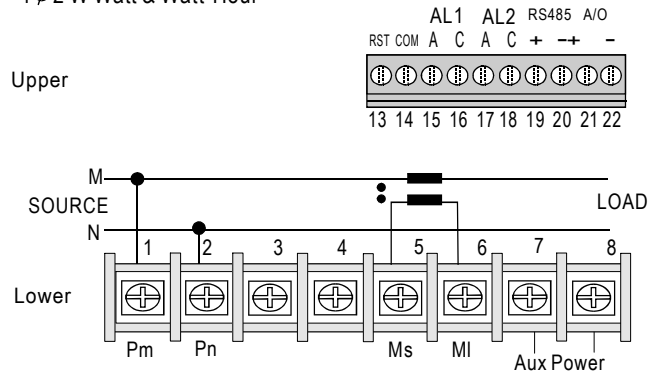 1 ϕ 2 W Watt & Watt-Hour
AL1 AL2 RS485 A/O
RST COM A C A C + - + -
Upper
13 14 15 16 17 18 19 20 21 22
M
SOURCE LOAD
N
1 2 3 4 5 6 7 8
Lower
Pm Pn Ms Ml
Aux Power